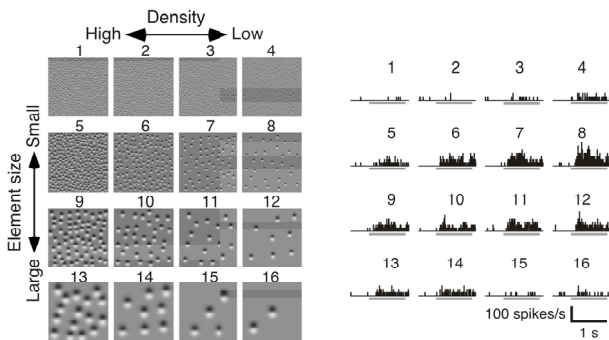 Density
High Low
1 2 3 4
5 6 7 8
9 10 11 12
13 14 15 16
Element size
Small
Large
1 2 3 4
5 6 7 8
9 10 11 12
13 14 15 16
100 spikes/s
1 s